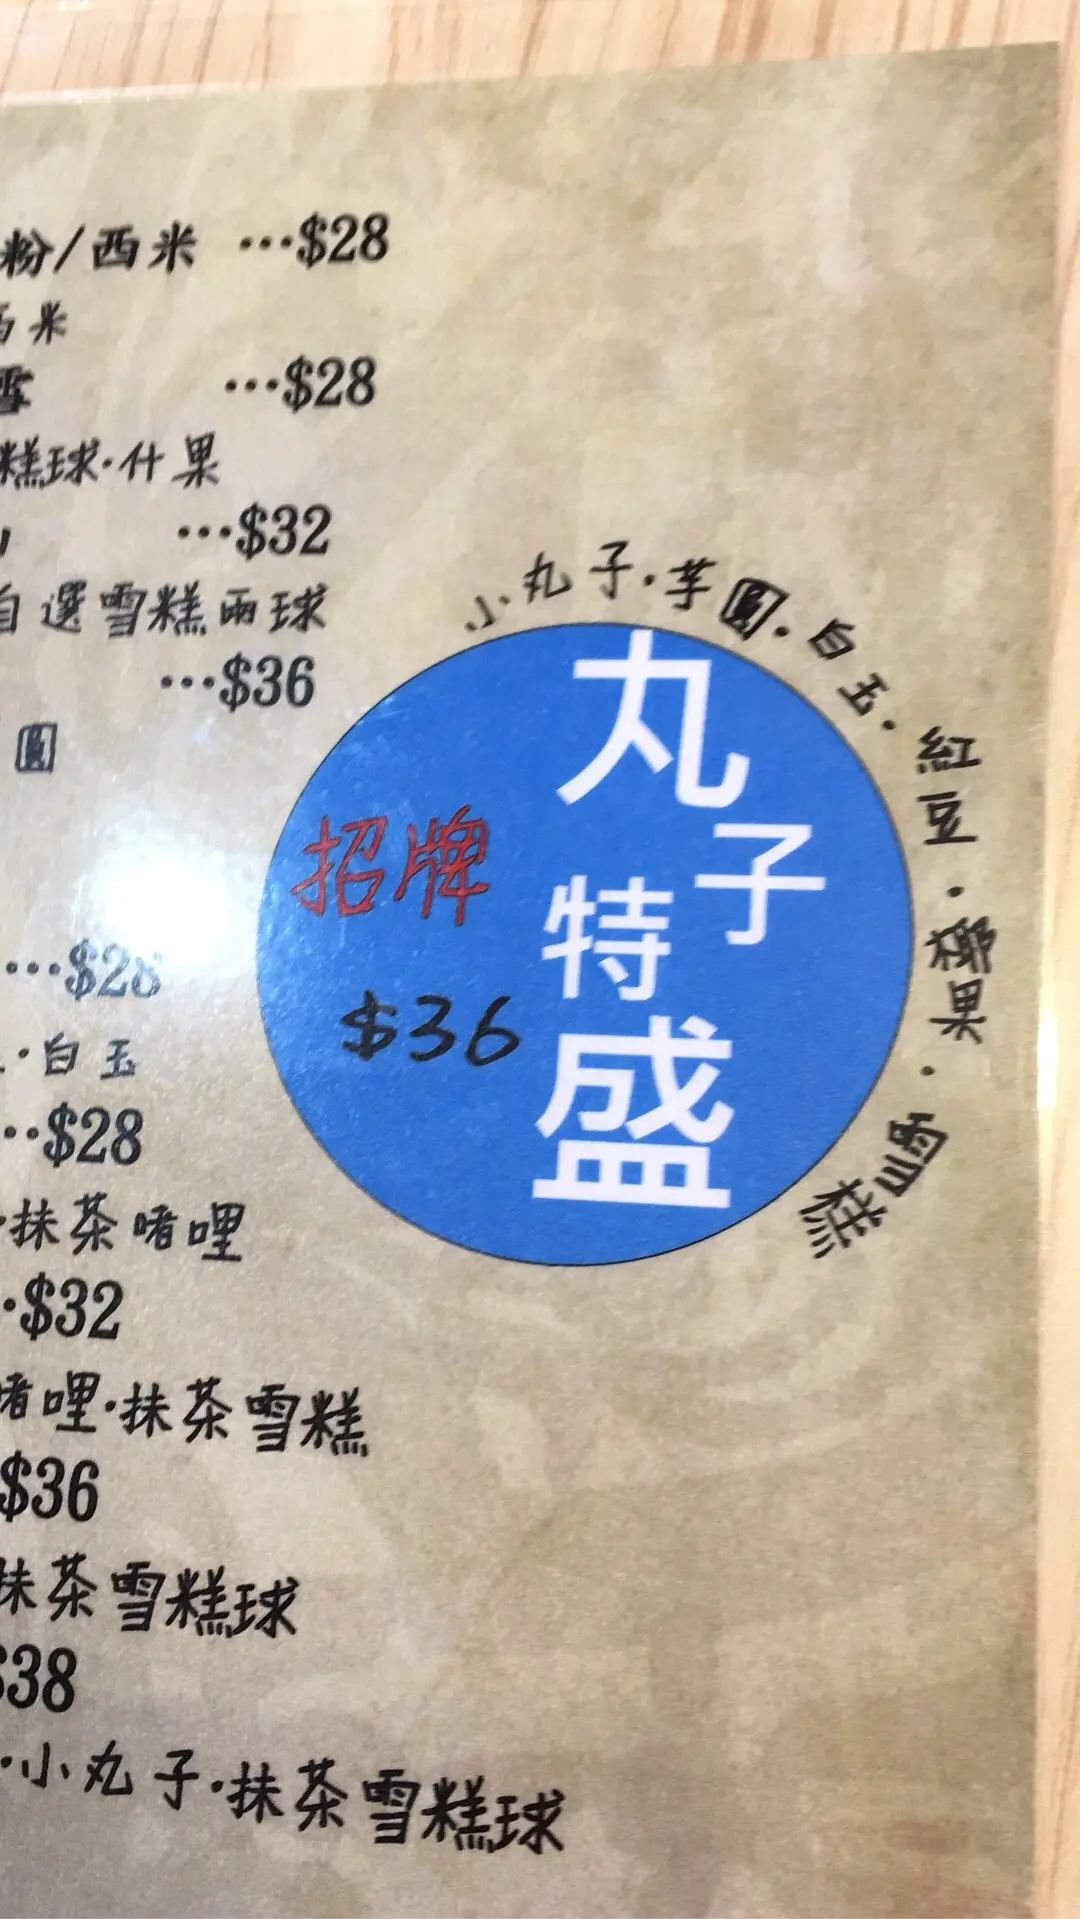 粉/西米 …$28
西米
雪 …$28
糕球·什果
…$32
自選雪糕兩球
…$36
圓
…$28
·白玉
…$28
·抹茶啫哩
·$32
啫哩·抹茶雪糕
$36
抹茶雪糕球
$38
·小丸子·抹茶雪糕球
小丸子·芋圓·白玉·紅豆·椰果·雪糕
丸子特盛
招牌
$36